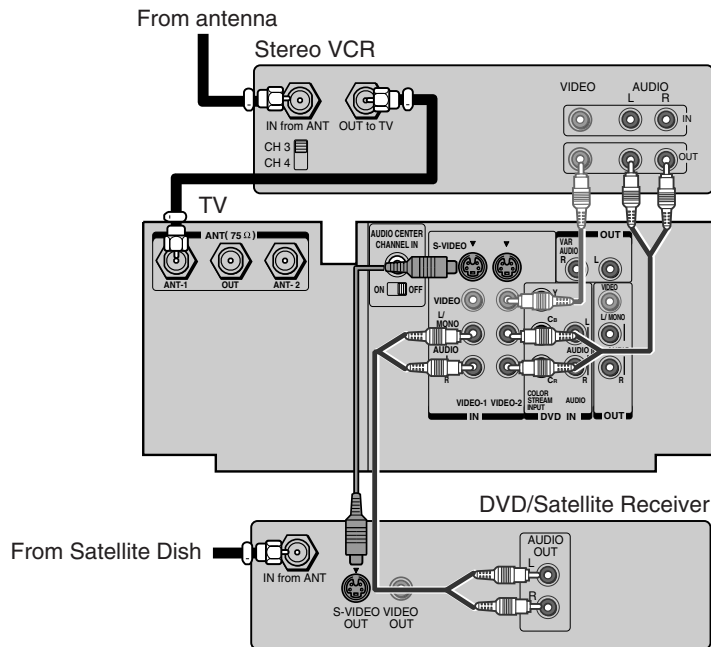 From antenna
Stereo VCR
VIDEO
AUDIO
L R
IN from ANT
OUT to TV
IN
CH 3
CH 4
OUT
TV
ANT( 75 Ω )
ANT-1
OUT
ANT- 2
AUDIO CENTER
CHANNEL IN
ON OFF
S-VIDEO
VAR
AUDIO
R
OUT
L
VIDEO
Y
VIDEO
L/
MONO
CB
L
L/ MONO
AUDIO
AUDIO
R
CR
R
R
VIDEO-1 VIDEO-2
COLOR
STREAM
INPUT
AUDIO
IN
DVD IN
OUT
DVD/Satellite Receiver
From Satellite Dish
IN from ANT
AUDIO
OUT
L
R
S-VIDEO
OUT
VIDEO
OUT